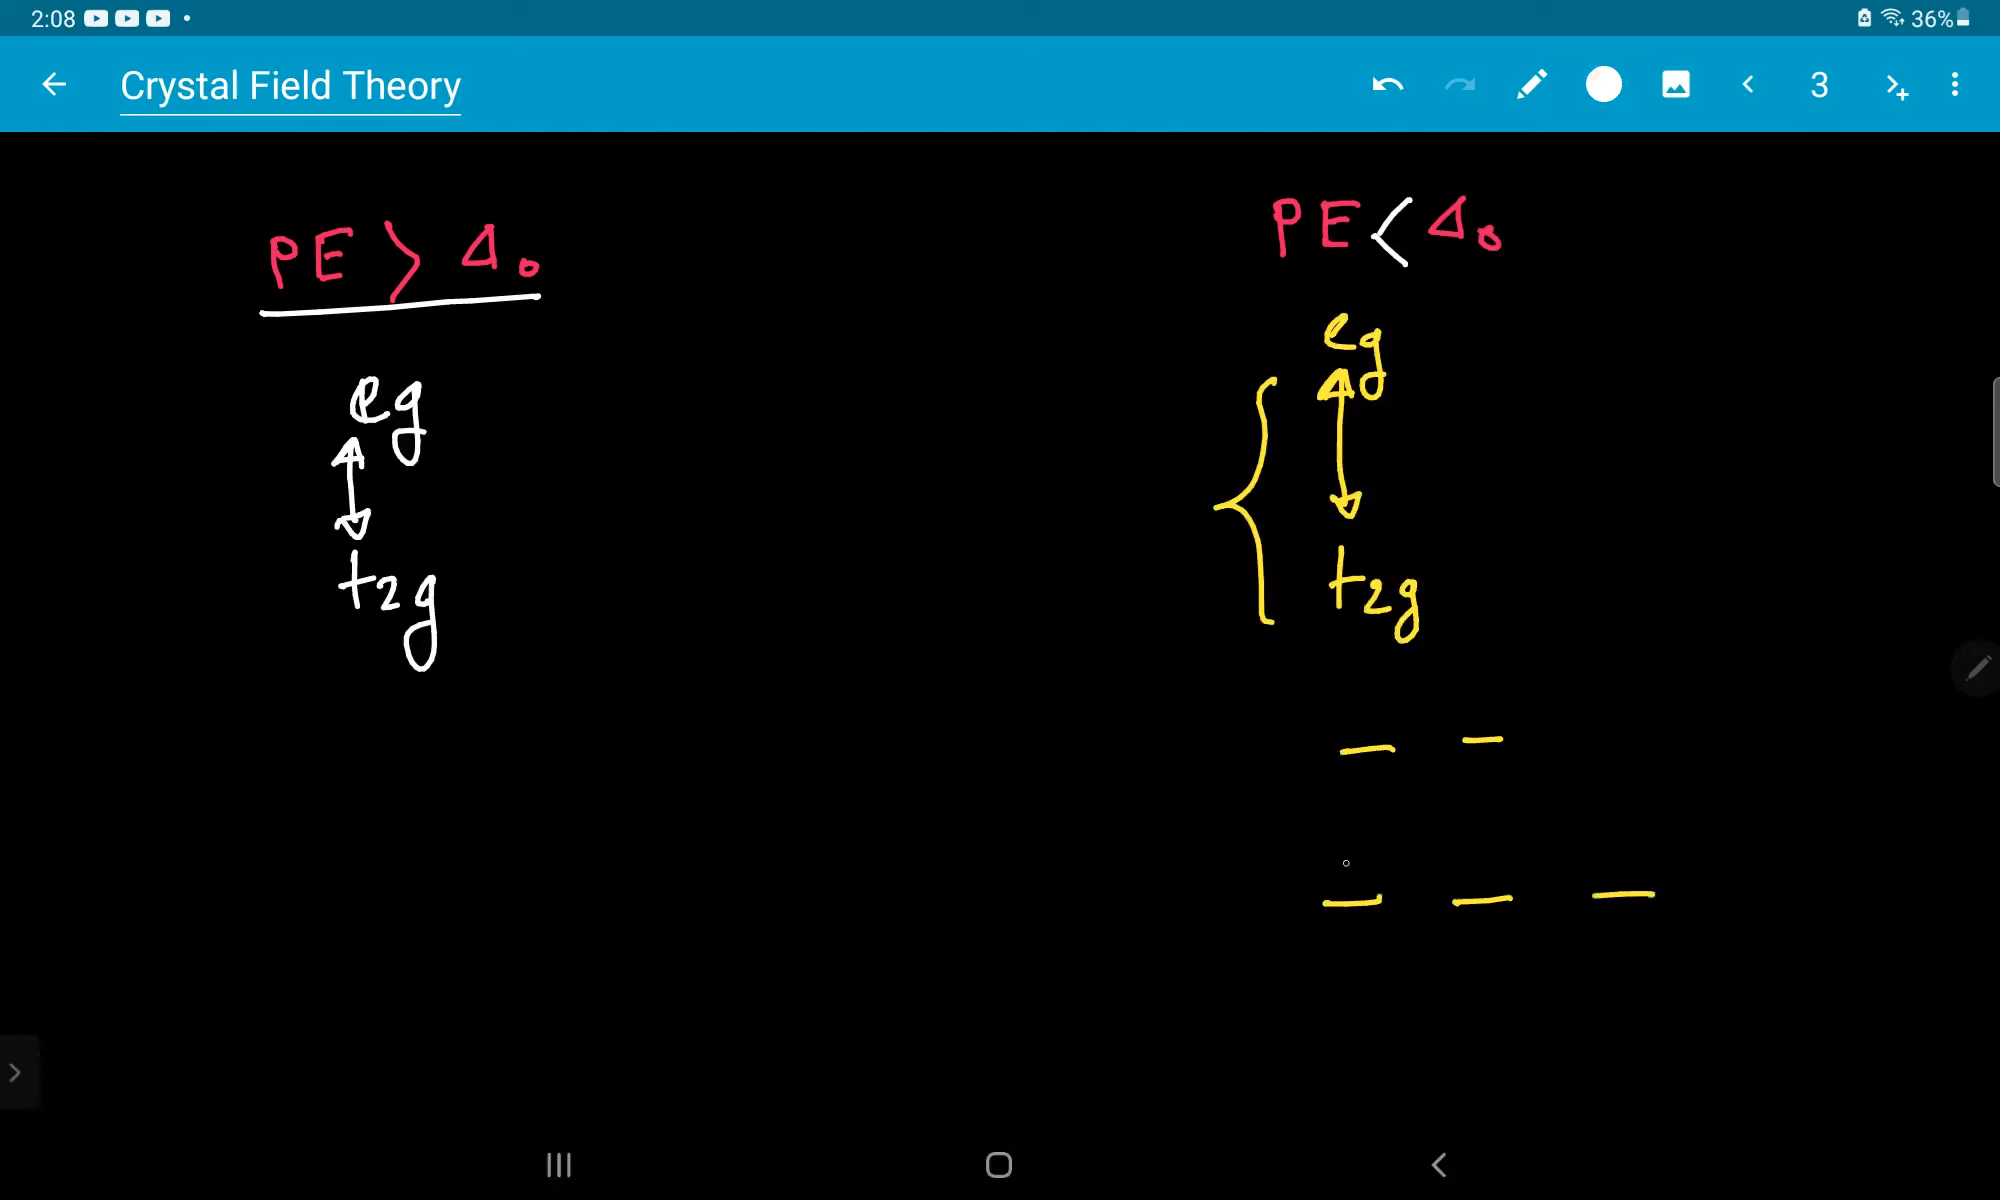 2:08
36%
Crystal Field Theory
3
PE > Δo
eg
t2g
PE < Δo
eg
t2g